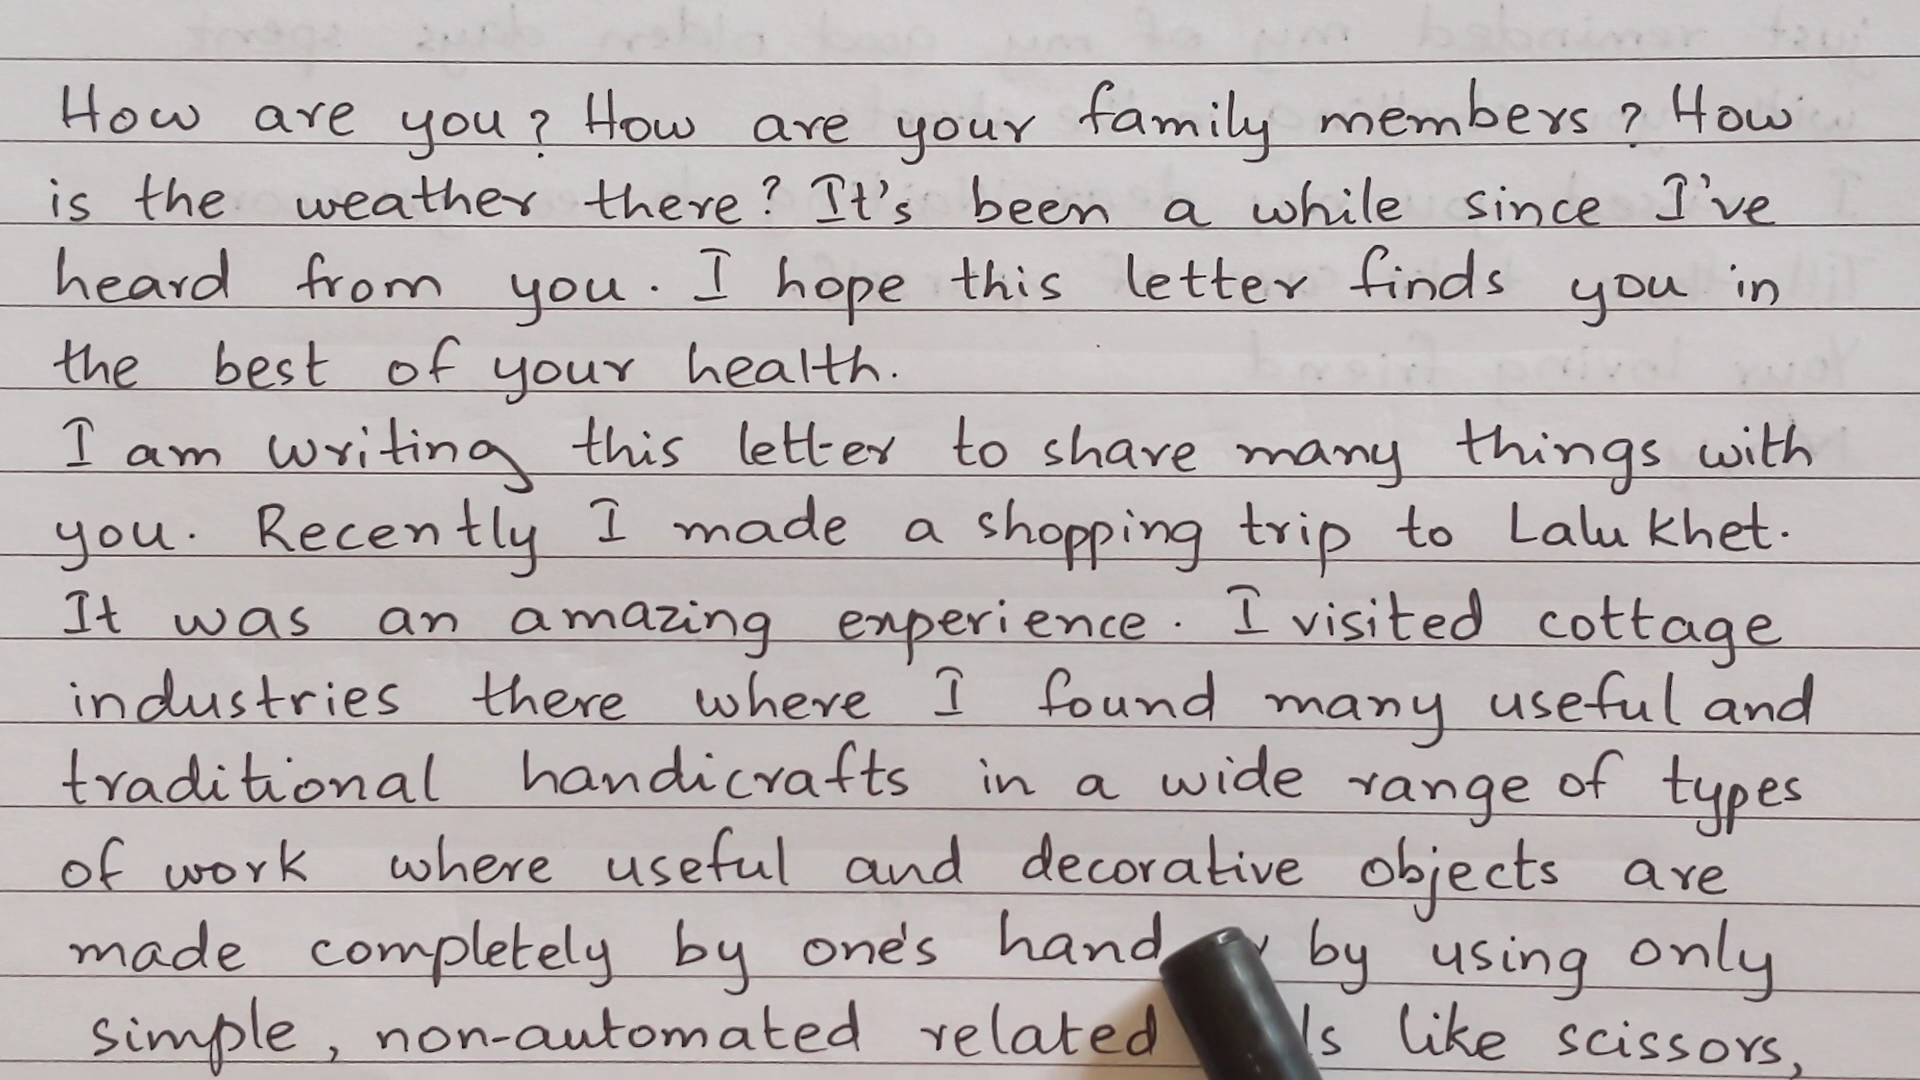 How are you? How are your family members? How
is the weather there? It's been a while since I've
heard from you. I hope this letter finds you in
the best of your health.
I am writing this letter to share many things with
you. Recently I made a shopping trip to Lalu Khet.
It was an amazing experience. I visited cottage
industries there where I found many useful and
traditional handicrafts in a wide range of types
of work where useful and decorative objects are
made completely by one's hand by using only
simple, non-automated related like scissors,